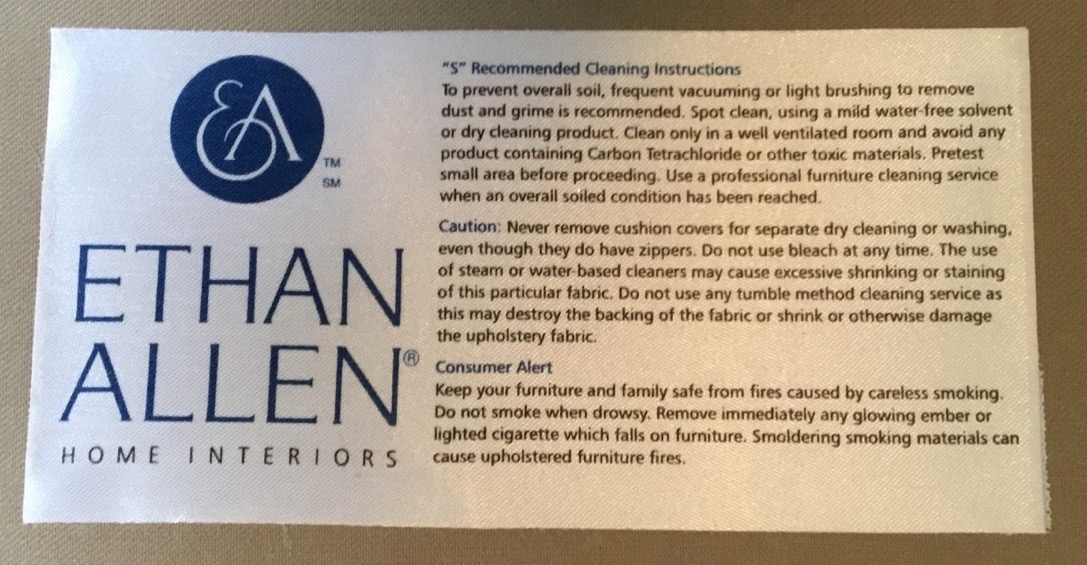 EA
TM
SM
ETHAN
ALLEN®
HOME INTERIORS
"S" Recommended Cleaning Instructions
To prevent overall soil, frequent vacuuming or light brushing to remove
dust and grime is recommended. Spot clean, using a mild water-free solvent
or dry cleaning product. Clean only in a well ventilated room and avoid any
product containing Carbon Tetrachloride or other toxic materials. Pretest
small area before proceeding. Use a professional furniture cleaning service
when an overall soiled condition has been reached.
Caution: Never remove cushion covers for separate dry cleaning or washing,
even though they do have zippers. Do not use bleach at any time. The use
of steam or water-based cleaners may cause excessive shrinking or staining
of this particular fabric. Do not use any tumble method cleaning service as
this may destroy the backing of the fabric or shrink or otherwise damage
the upholstery fabric.
Consumer Alert
Keep your furniture and family safe from fires caused by careless smoking.
Do not smoke when drowsy. Remove immediately any glowing ember or
lighted cigarette which falls on furniture. Smoldering smoking materials can
cause upholstered furniture fires.